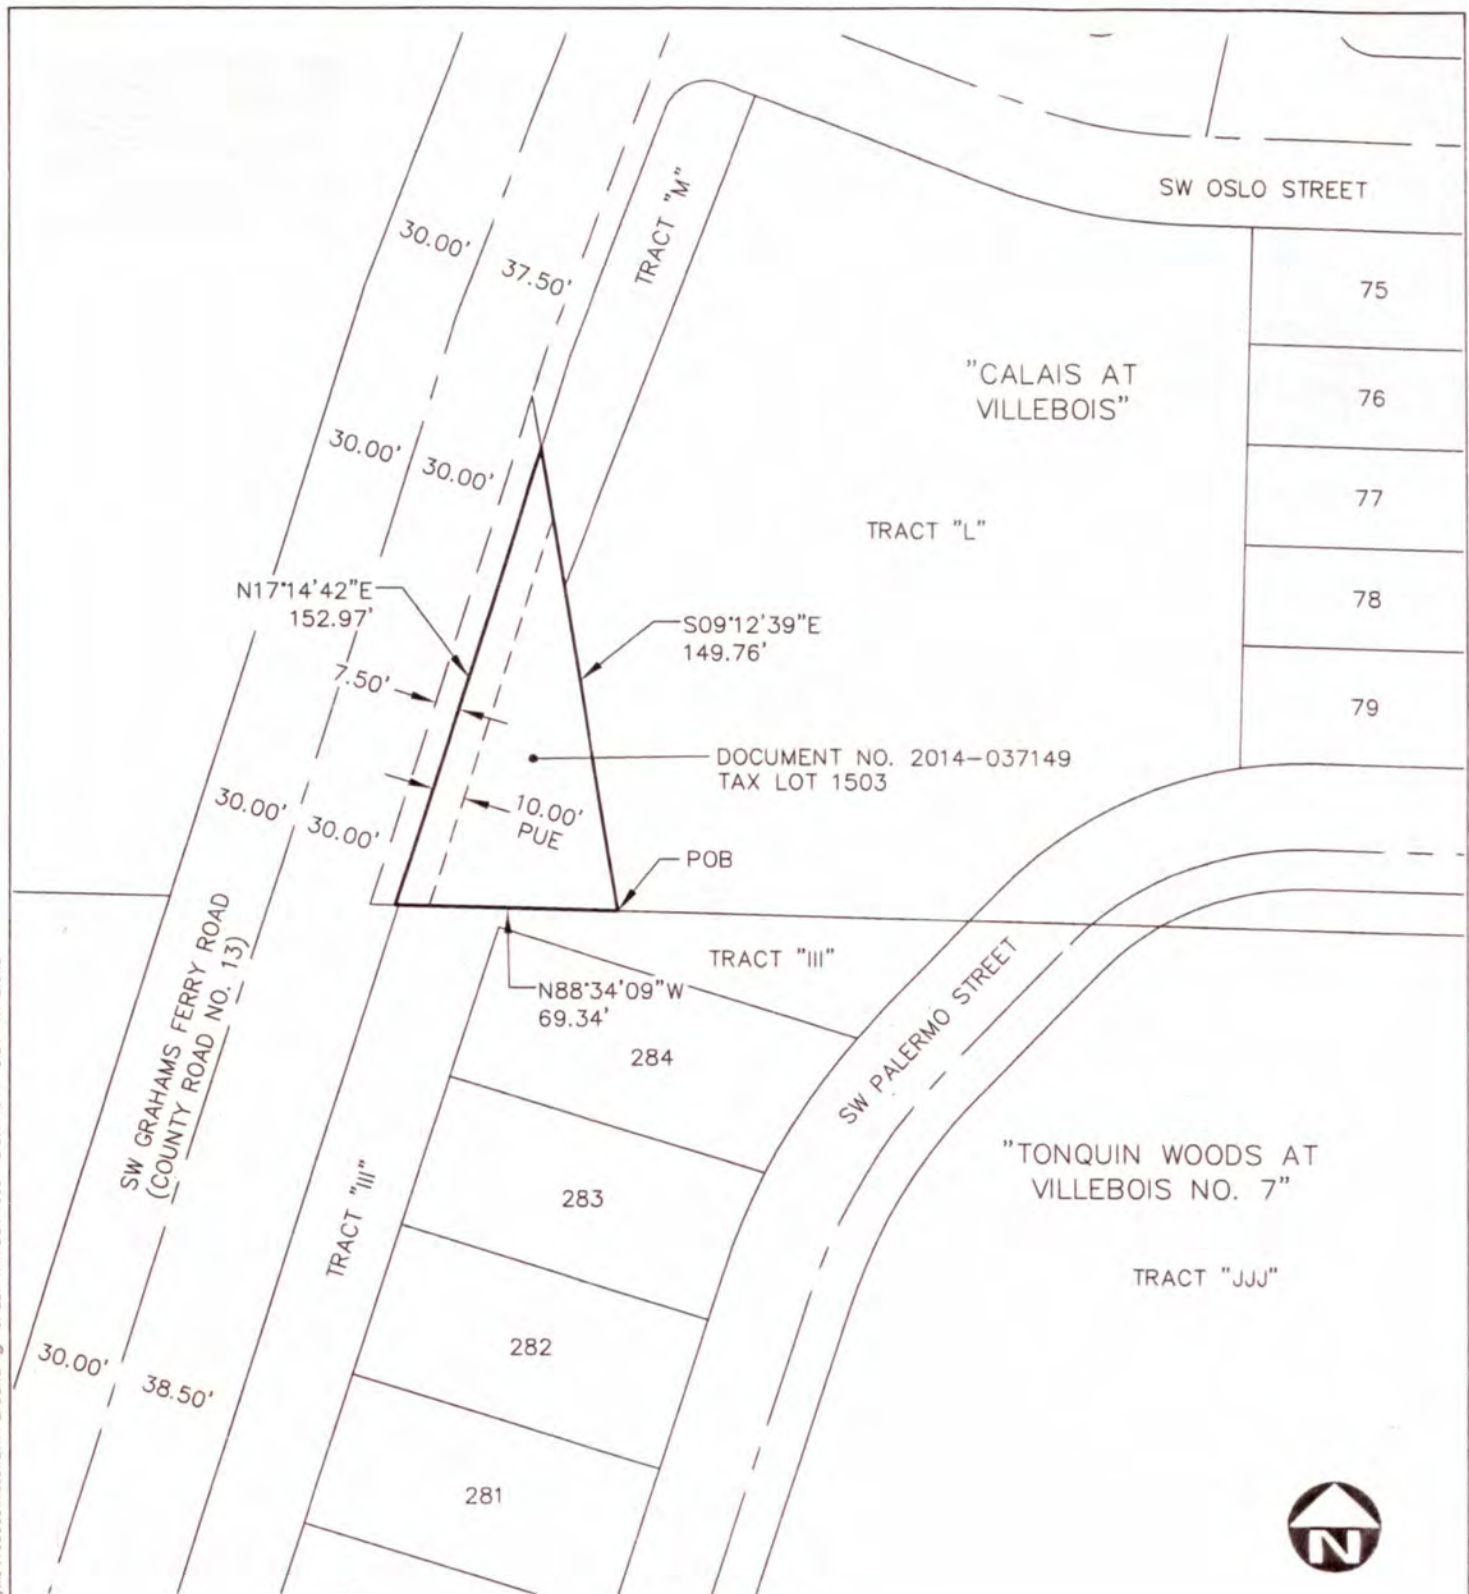 SW OSLO STREET
TRACT "M"
30.00'
37.50'
75
"CALAIS AT
VILLEBOIS"
76
30.00'
30.00'
77
TRACT "L"
N17°14'42"E
152.97'
78
S09°12'39"E
149.76'
7.50'
79
DOCUMENT NO. 2014-037149
TAX LOT 1503
30.00'
30.00'
10.00'
PUE
POB
SW GRAHAMS FERRY ROAD
(COUNTY ROAD NO. 13)
TRACT "III"
N88°34'09"W
69.34'
284
SW PALERMO STREET
283
"TONQUIN WOODS AT
VILLEBOIS NO. 7"
TRACT "III"
TRACT "JJJ"
282
30.00'
38.50'
281
N